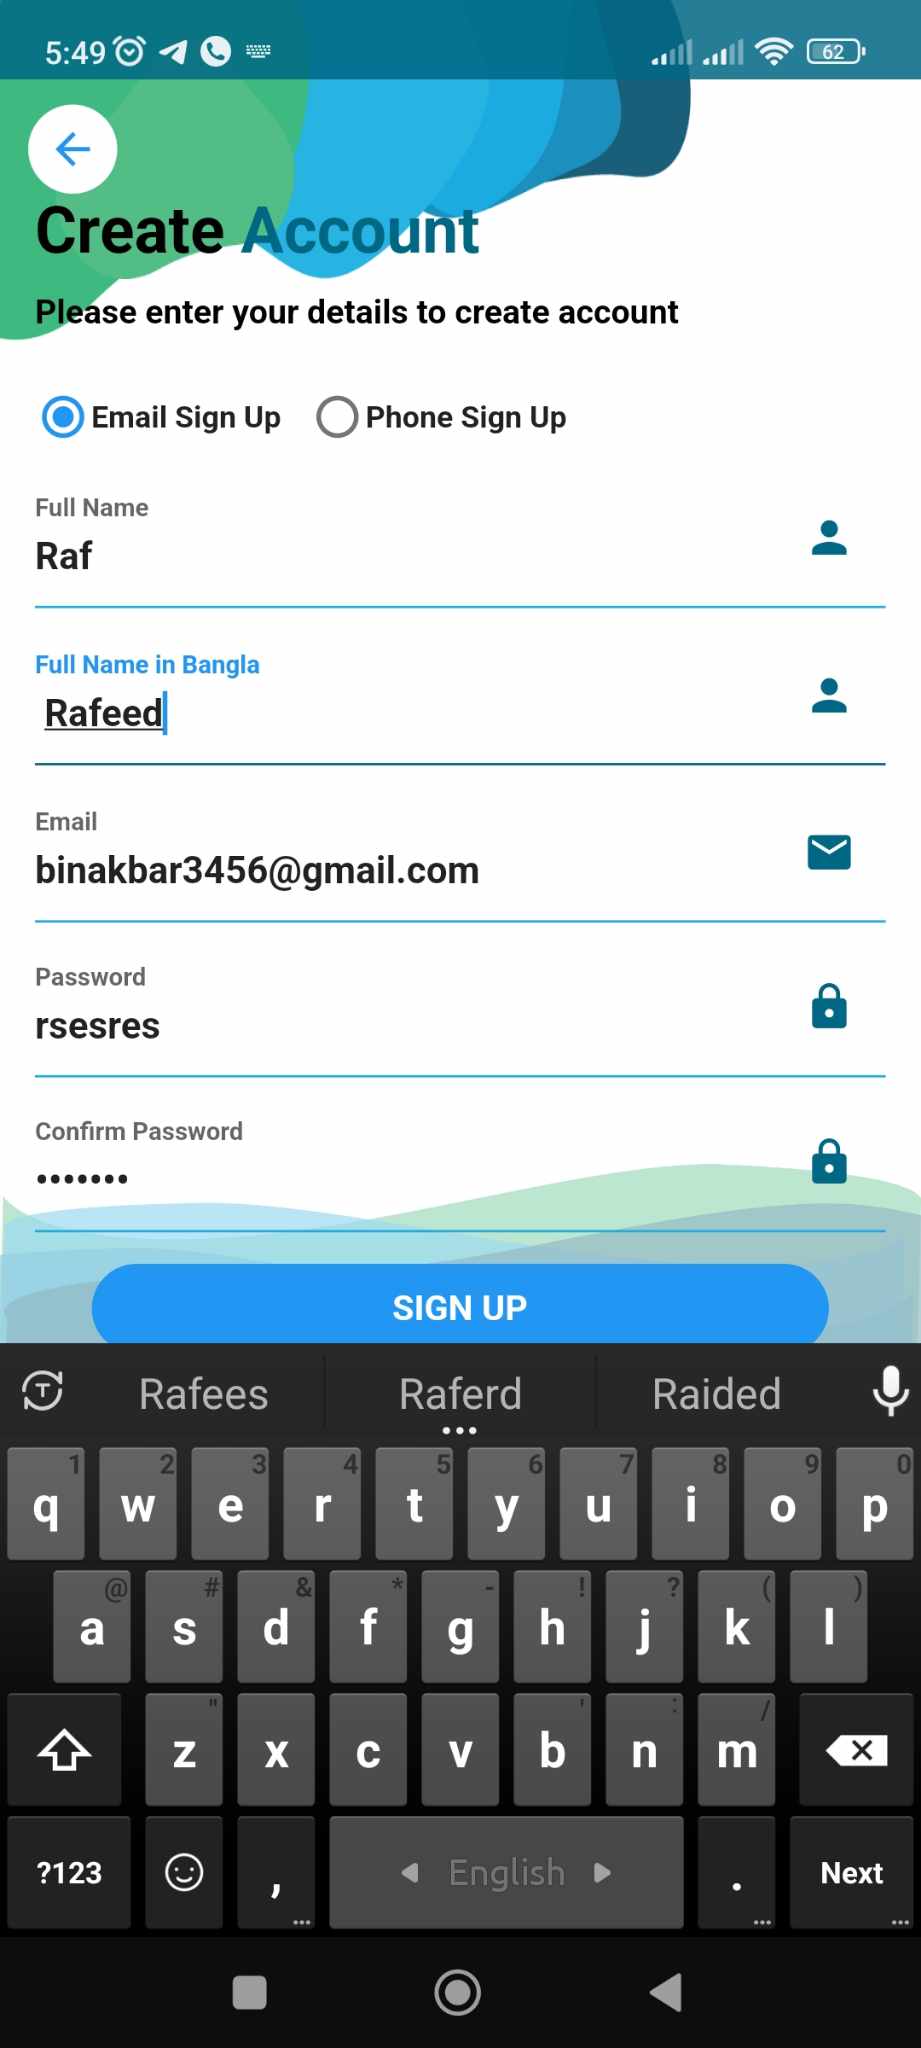 5:49 62
Create Account
Please enter your details to create account
Email Sign Up Phone Sign Up
Full Name
Raf
Full Name in Bangla
Rafeed
Email
binakbar3456@gmail.com
Password
rsesres
Confirm Password
•••••••
SIGN UP
Rafees Raferd Raided
1 2 3 4 5 6 7 8 9 0
q w e r t y u i o p
@ # & * - ! ? ( )
a s d f g h j k l
" ' : /
z x c v b n m
?123 , English . Next